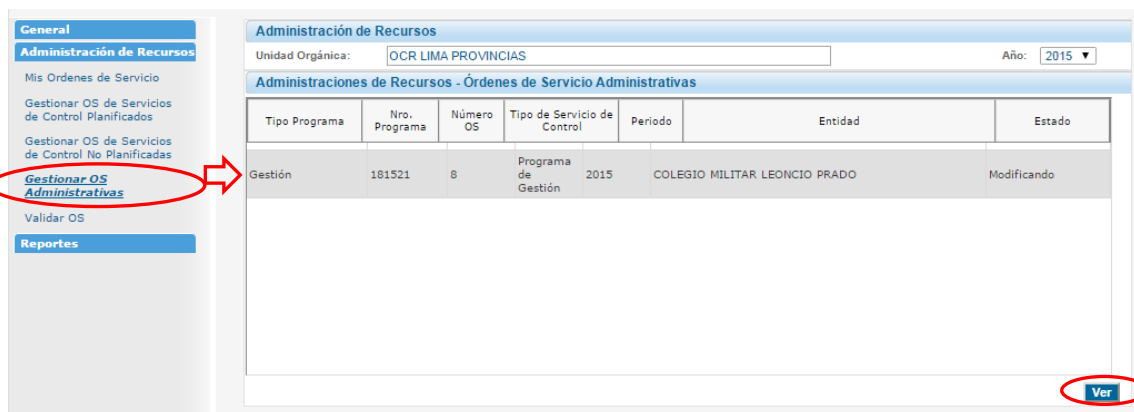 General
Administración de Recursos
Mis Ordenes de Servicio
Gestionar OS de Servicios
de Control Planificados
Gestionar OS de Servicios
de Control No Planificadas
Gestionar OS
Administrativas
Validar OS
Reportes
Administración de Recursos
Unidad Orgánica: OCR LIMA PROVINCIAS Año: 2015
Administraciones de Recursos - Órdenes de Servicio Administrativas
Tipo Programa Nro. Programa Número OS Tipo de Servicio de Control Periodo Entidad Estado
Gestión 181521 8 Programa de Gestión 2015 COLEGIO MILITAR LEONCIO PRADO Modificando
Ver